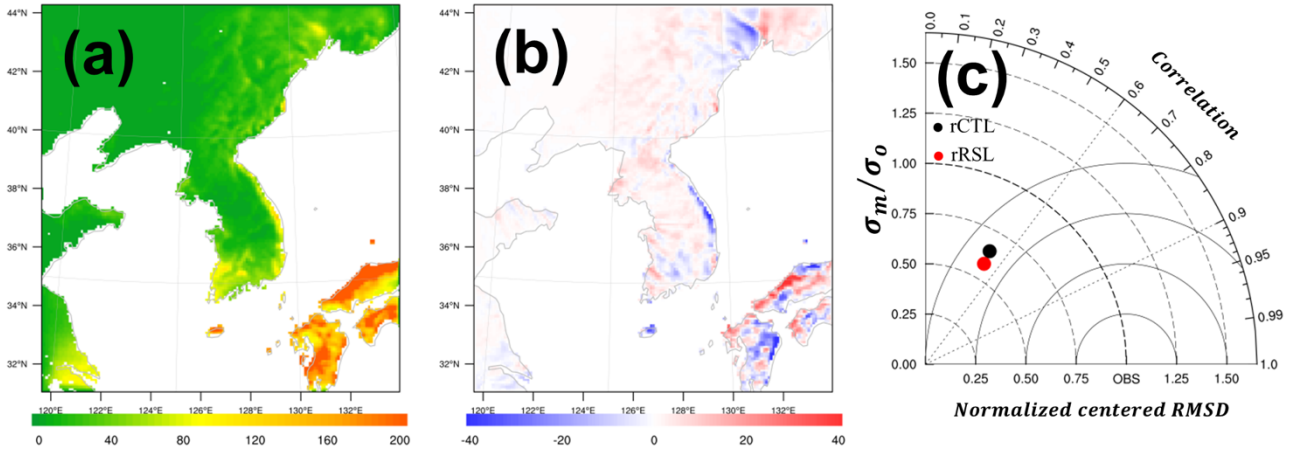 (a)
44°N
42°N
40°N
38°N
36°N
34°N
32°N
120°E 122°E 124°E 126°E 128°E 130°E 132°E
0 40 80 120 160 200
(b)
44°N
42°N
40°N
38°N
36°N
34°N
32°N
120°E 122°E 124°E 126°E 128°E 130°E 132°E
-40 -20 0 20 40
(c)
0.0 0.1 0.2 0.3 0.4 0.5 0.6 0.7 0.8 0.9 0.95 0.99 1.0
Correlation
rCTL
rRSL
σm/σo
1.50
1.25
1.00
0.75
0.50
0.25
0.00
0.25 0.50 0.75 OBS 1.25 1.50
Normalized centered RMSD